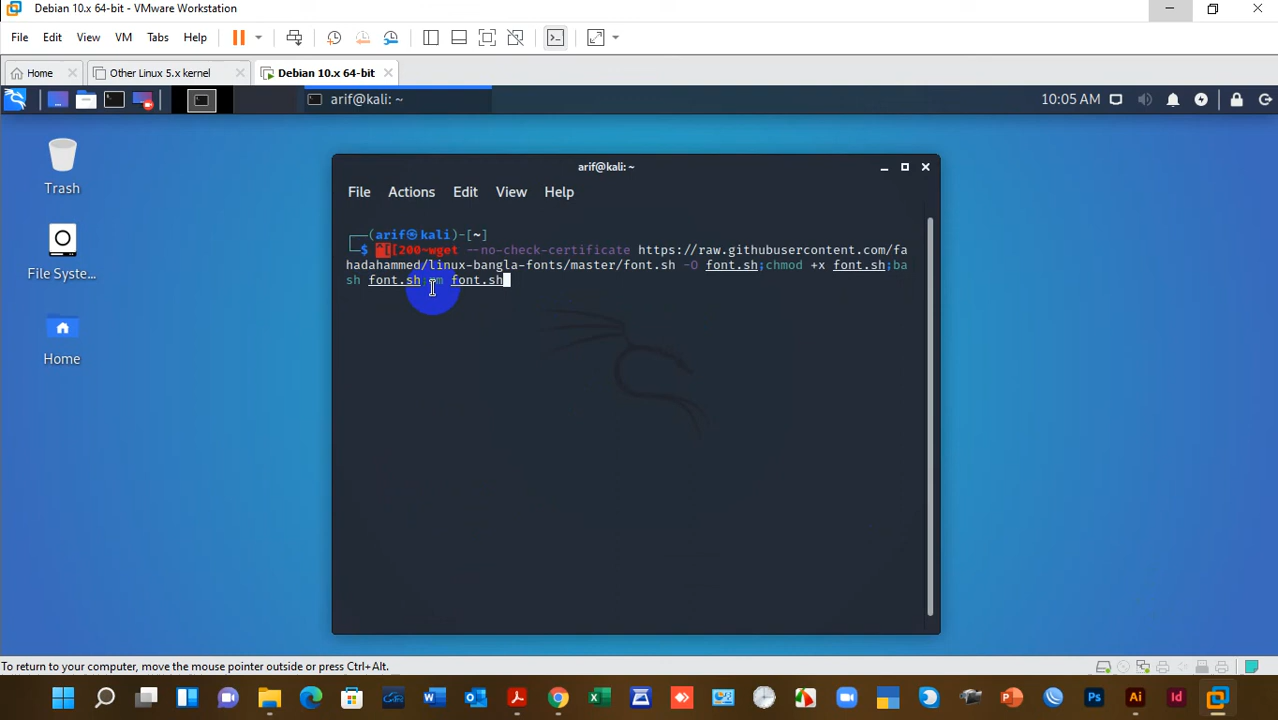 Debian 10.x 64-bit - VMware Workstation
File Edit View VM Tabs Help
Home Other Linux 5.x kernel Debian 10.x 64-bit
arif@kali: ~ 10:05 AM
Trash
File Syste...
Home
arif@kali: ~
File Actions Edit View Help
┌──(arif㉿kali)-[~]
└─$ ^[[200~wget --no-check-certificate https://raw.githubusercontent.com/fa
hadahammed/linux-bangla-fonts/master/font.sh -O font.sh;chmod +x font.sh;ba
sh font.sh;rm font.sh
To return to your computer, move the mouse pointer outside or press Ctrl+Alt.